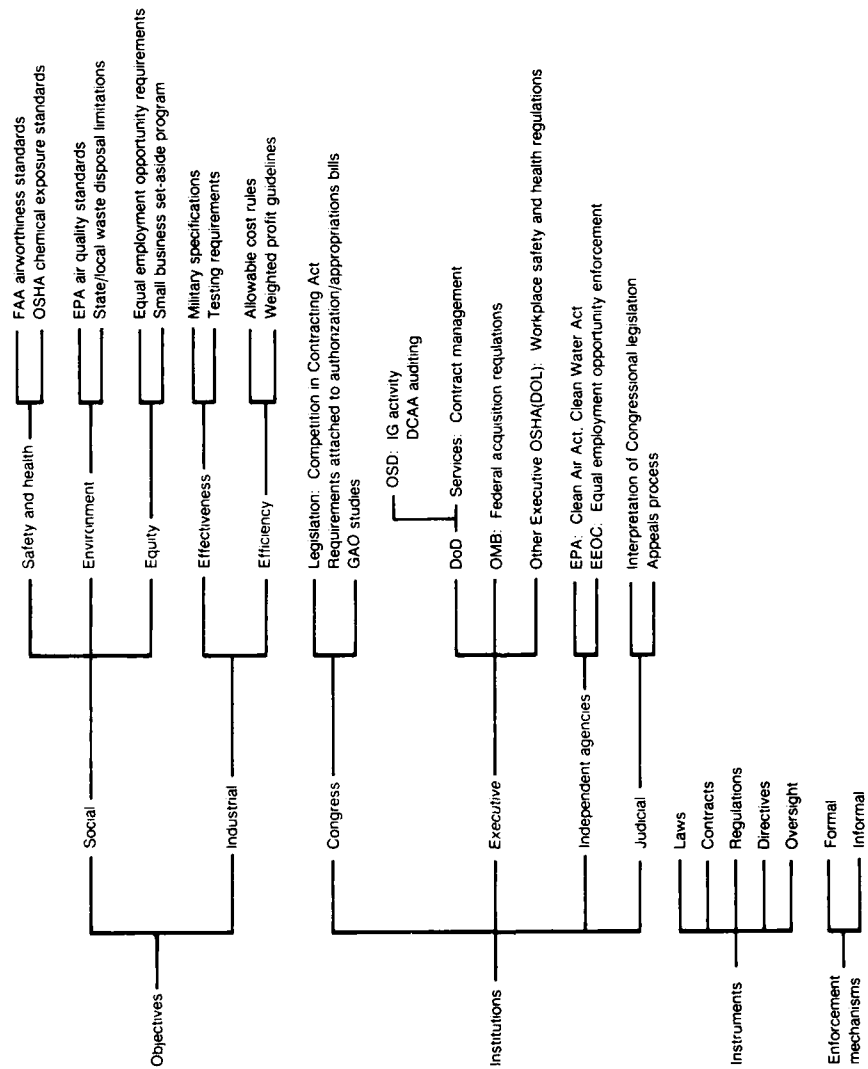 Objectives
Social
Safety and health
FAA airworthiness standards
OSHA chemical exposure standards
Environment
EPA air quality standards
State/local waste disposal limitations
Equity
Equal employment opportunity requirements
Small business set-aside program
Industrial
Effectiveness
Military specifications
Testing requirements
Efficiency
Allowable cost rules
Weighted profit guidelines
Institutions
Congress
Legislation: Competition in Contracting Act
Requirements attached to authorization/appropriations bills
GAO studies
Executive
OSD: IG activity
DCAA auditing
DoD
Services: Contract management
OMB: Federal acquisition requlations
Other Executive OSHA(DOL): Workplace safety and health regulations
Independent agencies
EPA: Clean Air Act, Clean Water Act
EEOC: Equal employment opportunity enforcement
Judicial
Interpretation of Congressional legislation
Appeals process
Instruments
Laws
Contracts
Regulations
Directives
Oversight
Enforcement
mechanisms
Formal
Informal